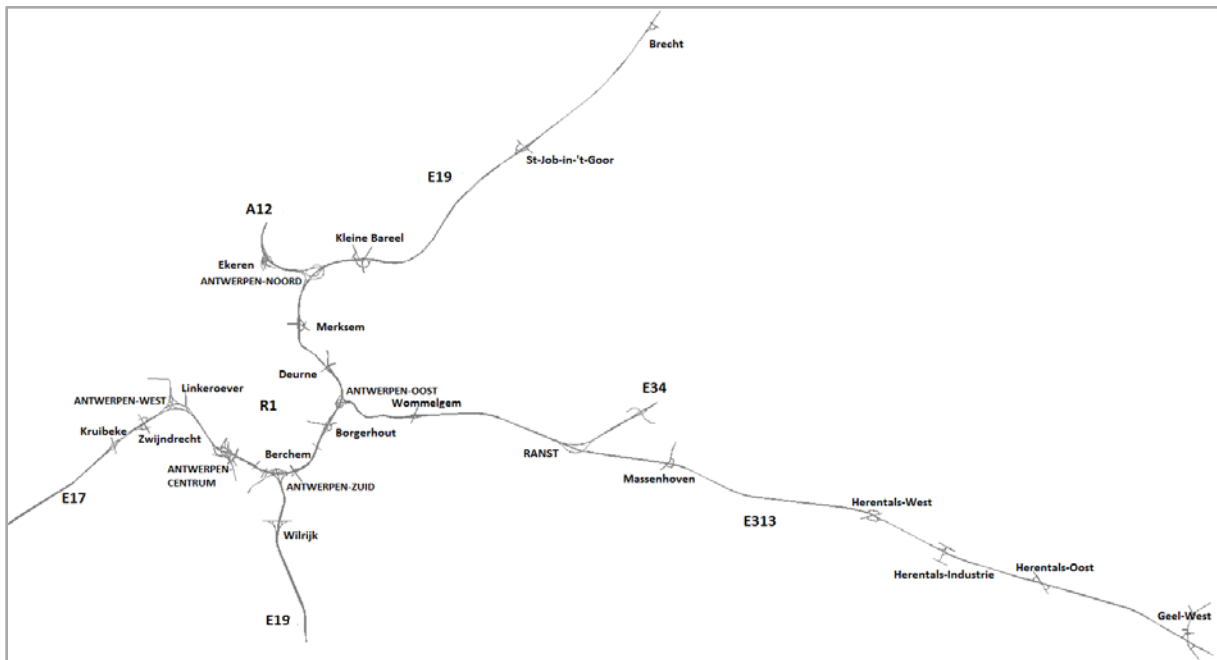 Brecht
St-Job-in-'t-Goor
E19
A12
Kleine Bareel
Ekeren
ANTWERPEN-NOORD
Merksem
Deurne
ANTWERPEN-OOST
E34
Linkeroever
ANTWERPEN-WEST
R1
Wommelgem
Kruibeke
Zwijndrecht
Borgerhout
Berchem
RANST
ANTWERPEN-
CENTRUM
ANTWERPEN-ZUID
Massenhoven
E17
Herentals-West
E313
Wilrijk
Herentals-Industrie
Herentals-Oost
Geel-West
E19